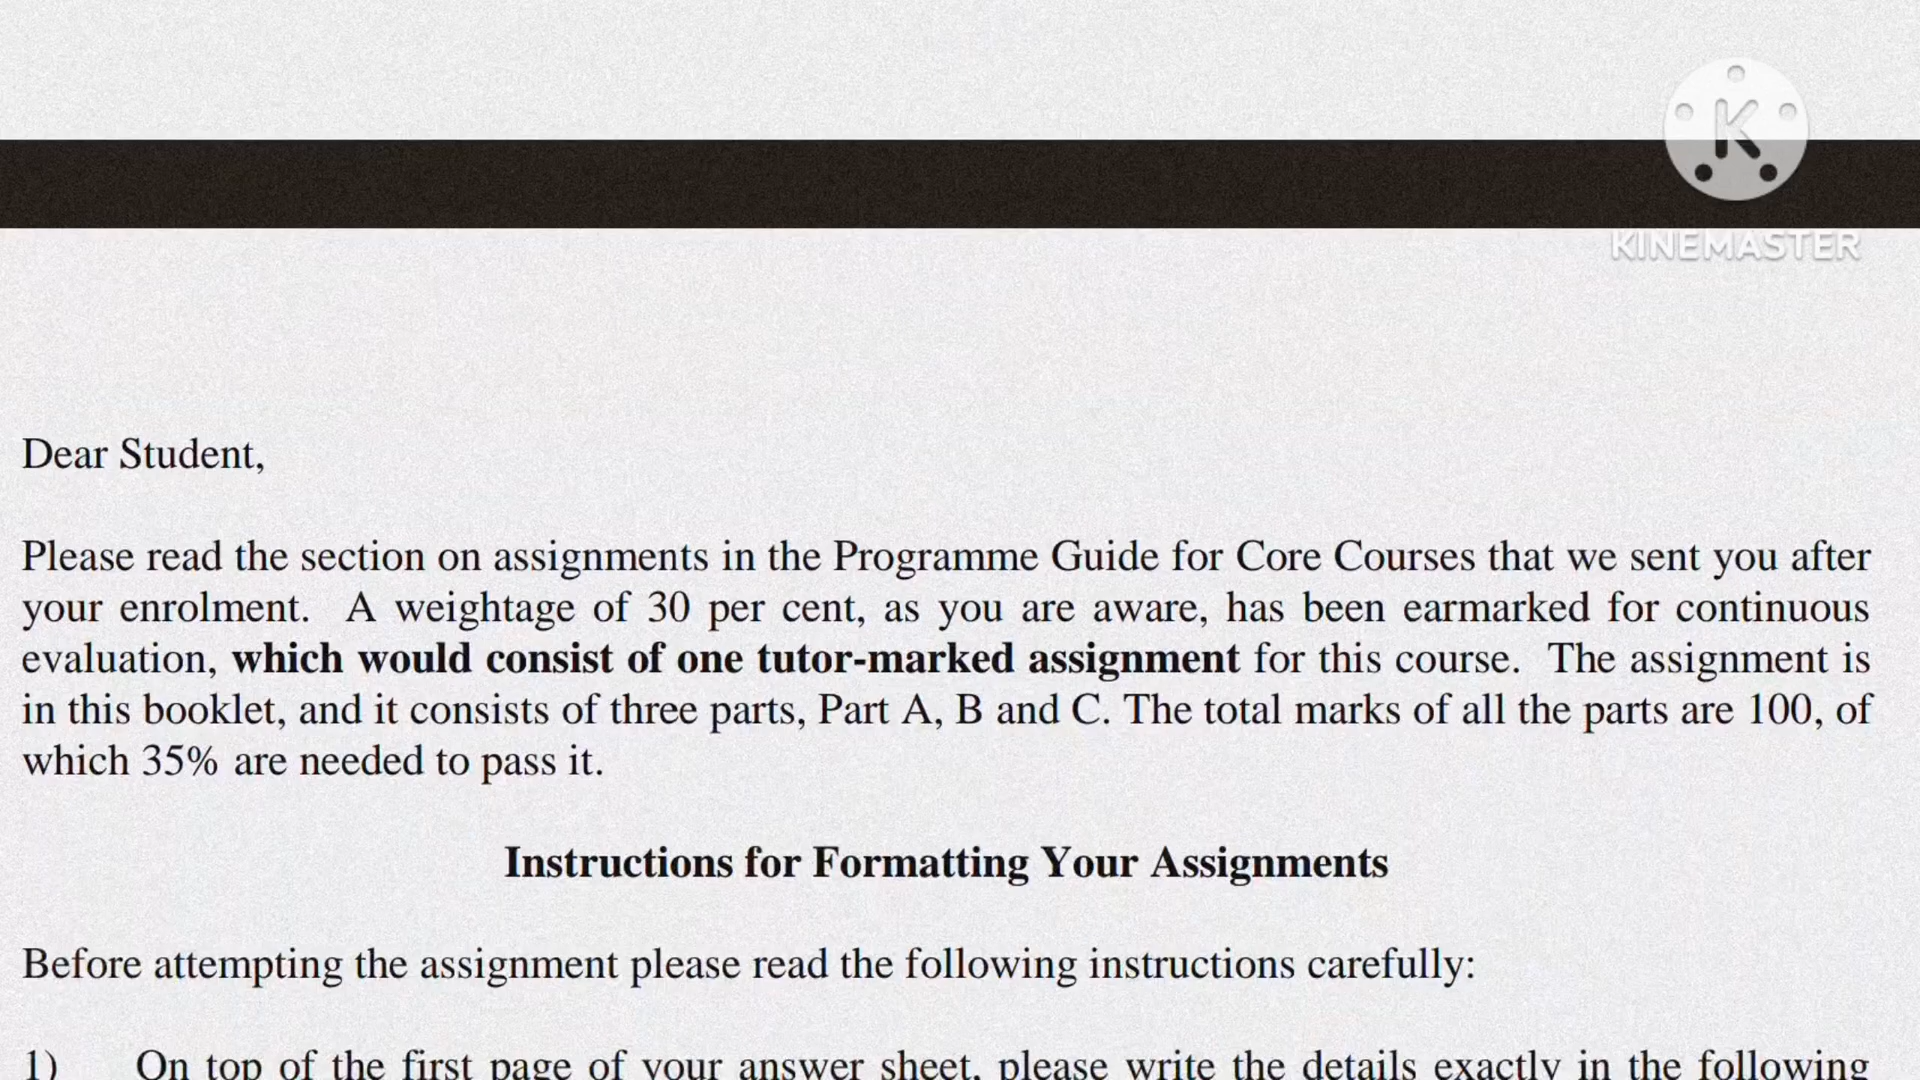 K
KINEMASTER
Dear Student,
Please read the section on assignments in the Programme Guide for Core Courses that we sent you after
your enrolment. A weightage of 30 per cent, as you are aware, has been earmarked for continuous
evaluation, which would consist of one tutor-marked assignment for this course. The assignment is
in this booklet, and it consists of three parts, Part A, B and C. The total marks of all the parts are 100, of
which 35% are needed to pass it.
Instructions for Formatting Your Assignments
Before attempting the assignment please read the following instructions carefully:
1) On top of the first page of your answer sheet, please write the details exactly in the following